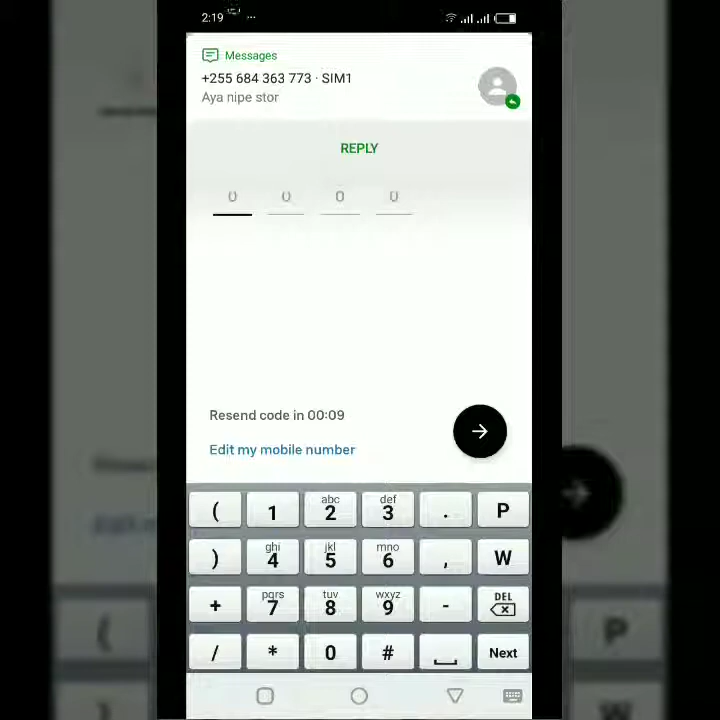 2:19 ...
Messages
+255 684 363 773 · SIM1
Aya nipe stor
REPLY
0 0 0 0
Resend code in 00:09
Edit my mobile number
( 1 abc 2 def 3 . P
) ghi 4 jkl 5 mno 6 , W
+ pqrs 7 tuv 8 wxyz 9 - DEL
/ * 0 # Next